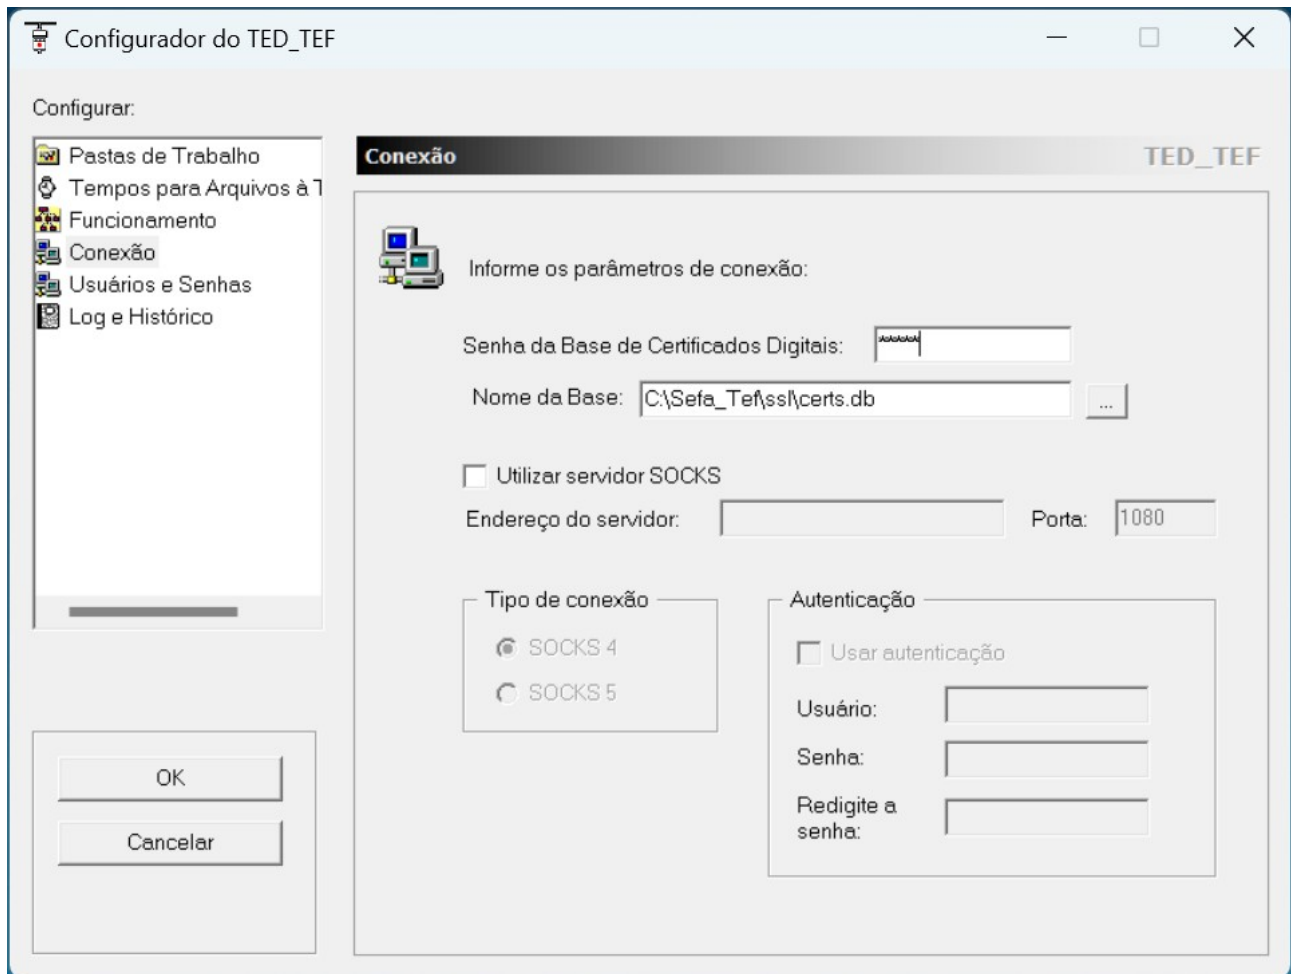 Configurador do TED_TEF
Configurar:
Pastas de Trabalho
Tempos para Arquivos à T
Funcionamento
Conexão
Usuários e Senhas
Log e Histórico
OK
Cancelar
Conexão TED_TEF
Informe os parâmetros de conexão:
Senha da Base de Certificados Digitais: ******
Nome da Base: C:\Sefa_Tef\ssl\certs.db ...
Utilizar servidor SOCKS
Endereço do servidor: Porta: 1080
Tipo de conexão
SOCKS 4
SOCKS 5
Autenticação
Usar autenticação
Usuário:
Senha:
Redigite a
senha: